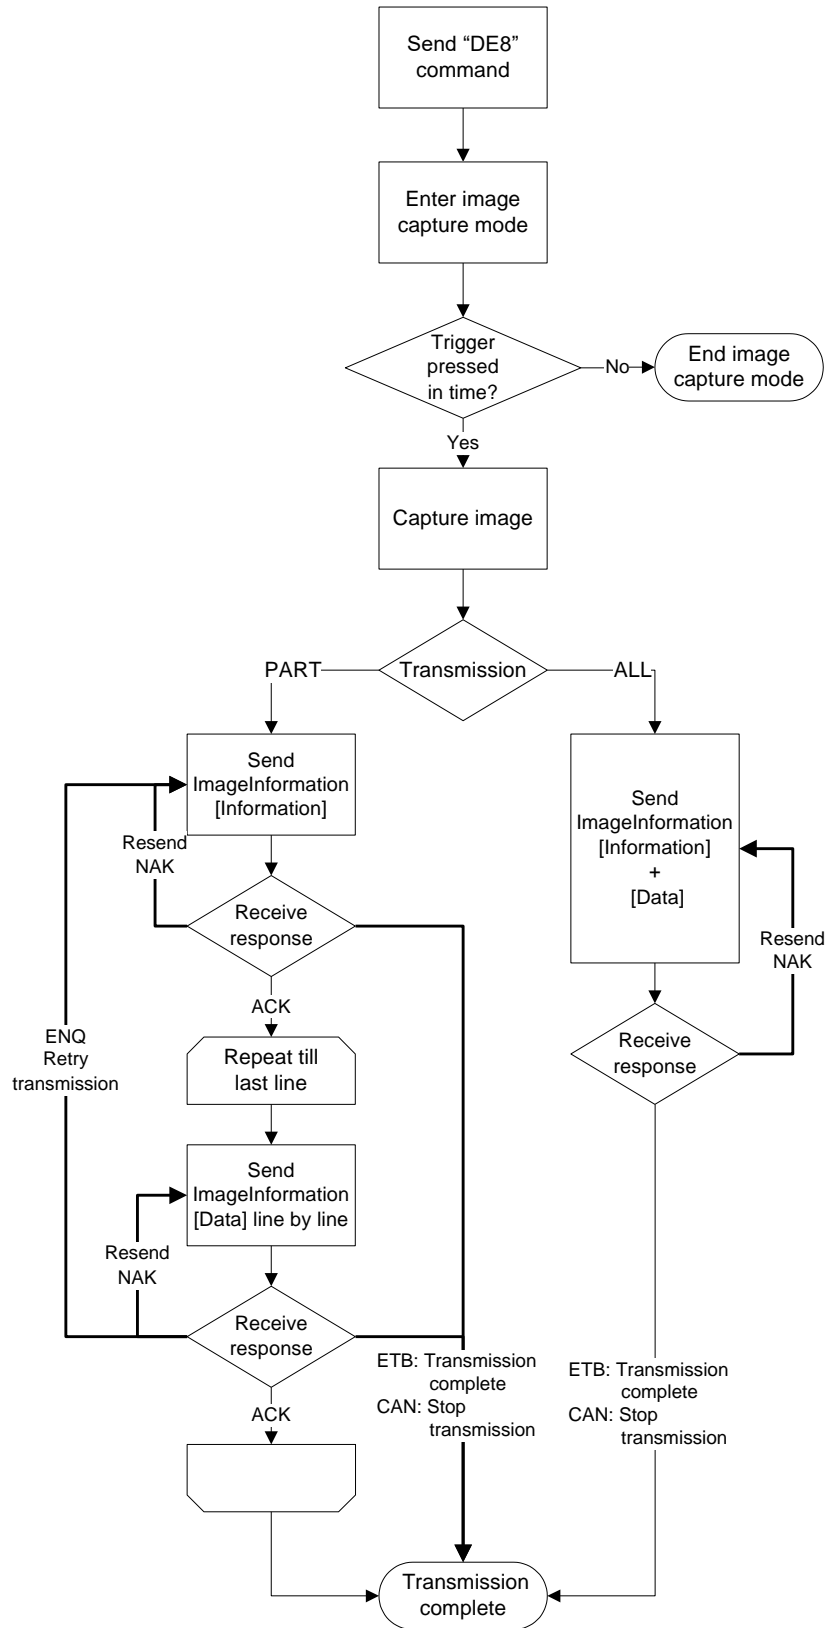 Send “DE8”
command
Enter image
capture mode
Trigger
pressed
in time?
No
End image
capture mode
Yes
Capture image
PART
Transmission
ALL
Send
ImageInformation
[Information]
Send
ImageInformation
[Information]
+
[Data]
Resend
NAK
Receive
response
Resend
NAK
ACK
ENQ
Retry
transmission
Repeat till
last line
Receive
response
Send
ImageInformation
[Data] line by line
Resend
NAK
Receive
response
ETB: Transmission
complete
CAN: Stop
transmission
ETB: Transmission
complete
CAN: Stop
transmission
ACK
Transmission
complete